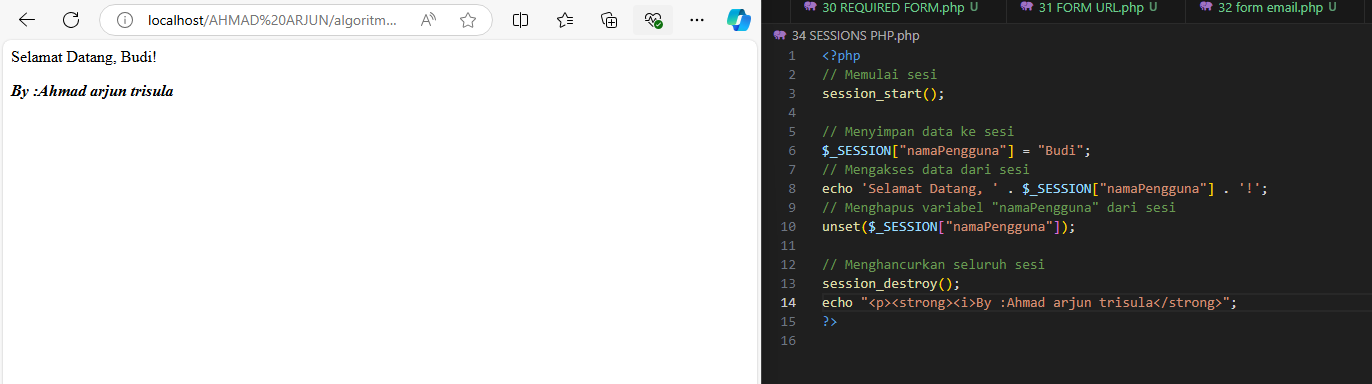 localhost/AHMAD%20ARJUN/algoritm...
Selamat Datang, Budi!
By :Ahmad arjun trisula
30 REQUIRED FORM.php U
31 FORM URL.php U
32 form email.php U
34 SESSIONS PHP.php
1 <?php
2 // Memulai sesi
3 session_start();
4
5 // Menyimpan data ke sesi
6 $_SESSION["namaPengguna"] = "Budi";
7 // Mengakses data dari sesi
8 echo 'Selamat Datang, ' . $_SESSION["namaPengguna"] . '!';
9 // Menghapus variabel "namaPengguna" dari sesi
10 unset($_SESSION["namaPengguna"]);
11
12 // Menghancurkan seluruh sesi
13 session_destroy();
14 echo "<p><strong><i>By :Ahmad arjun trisula</strong>";
15 ?>
16